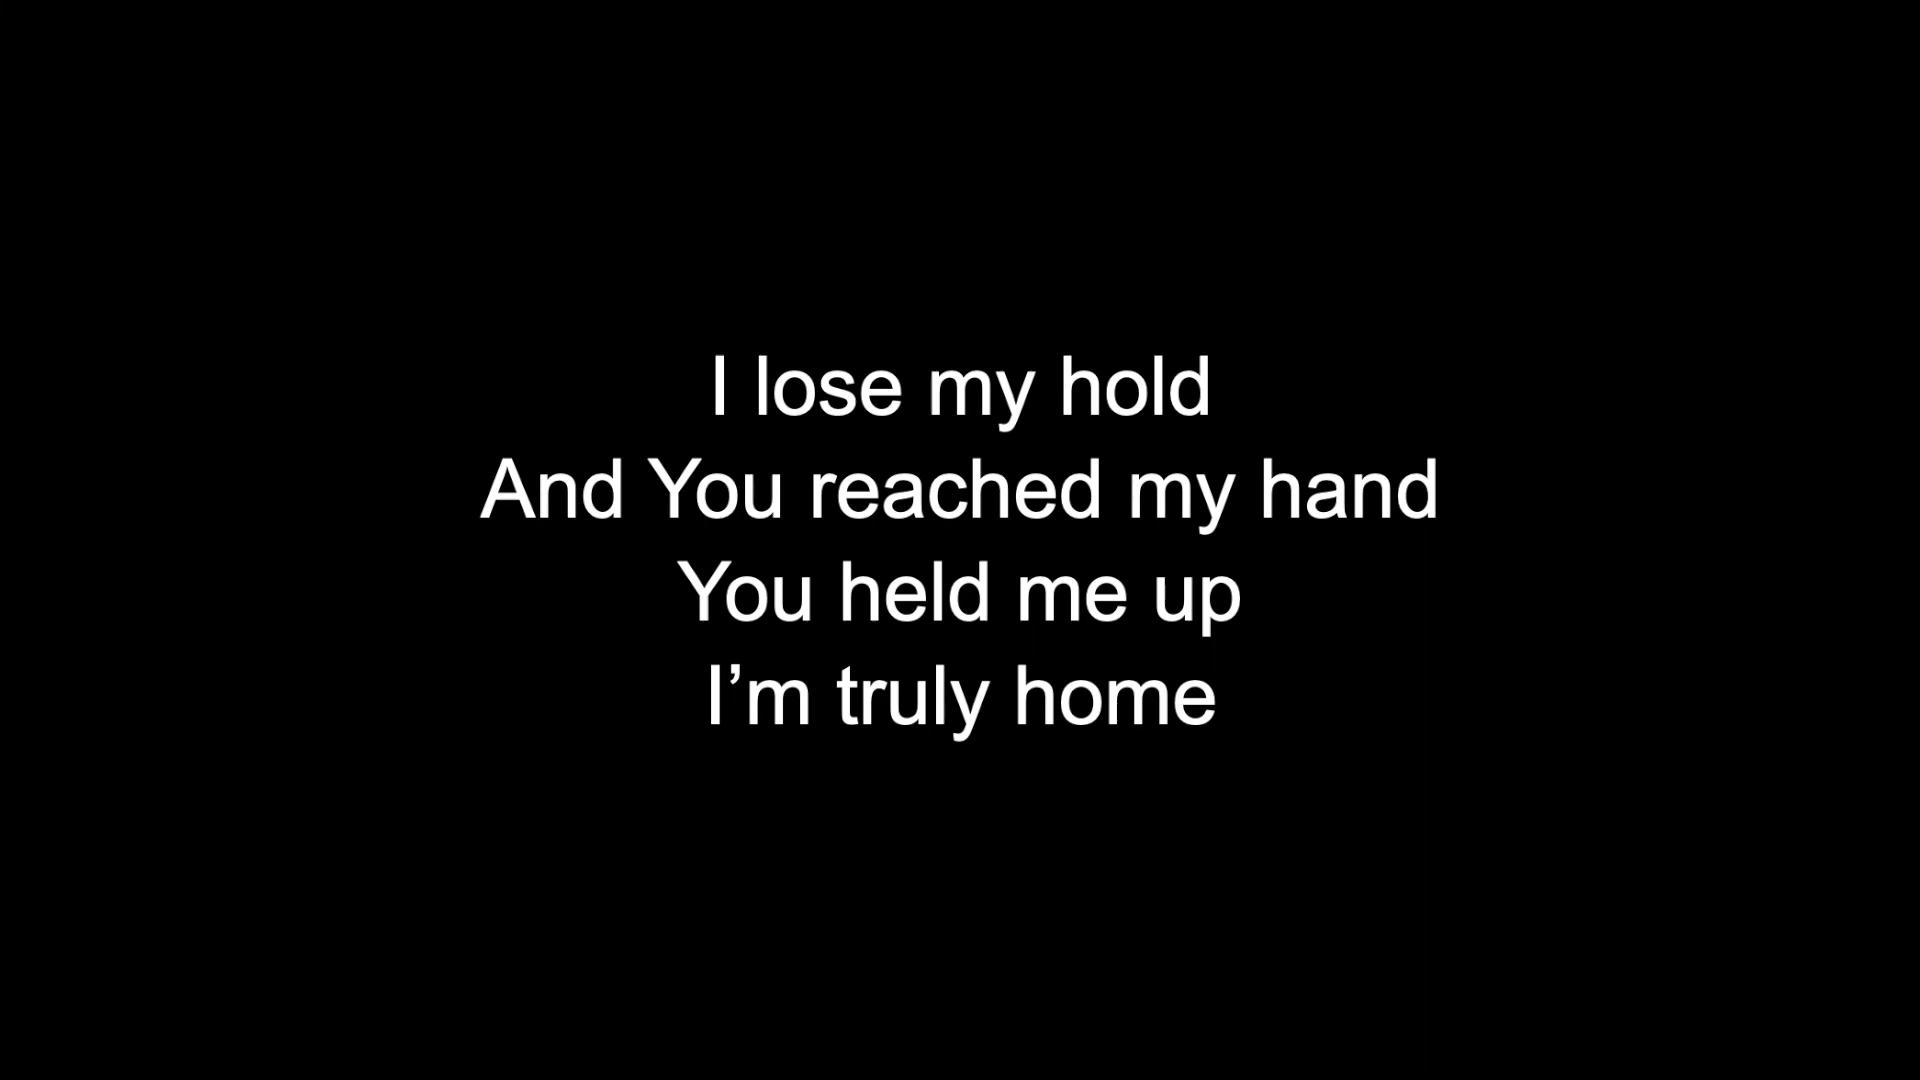 I lose my hold
And You reached my hand
You held me up
I’m truly home